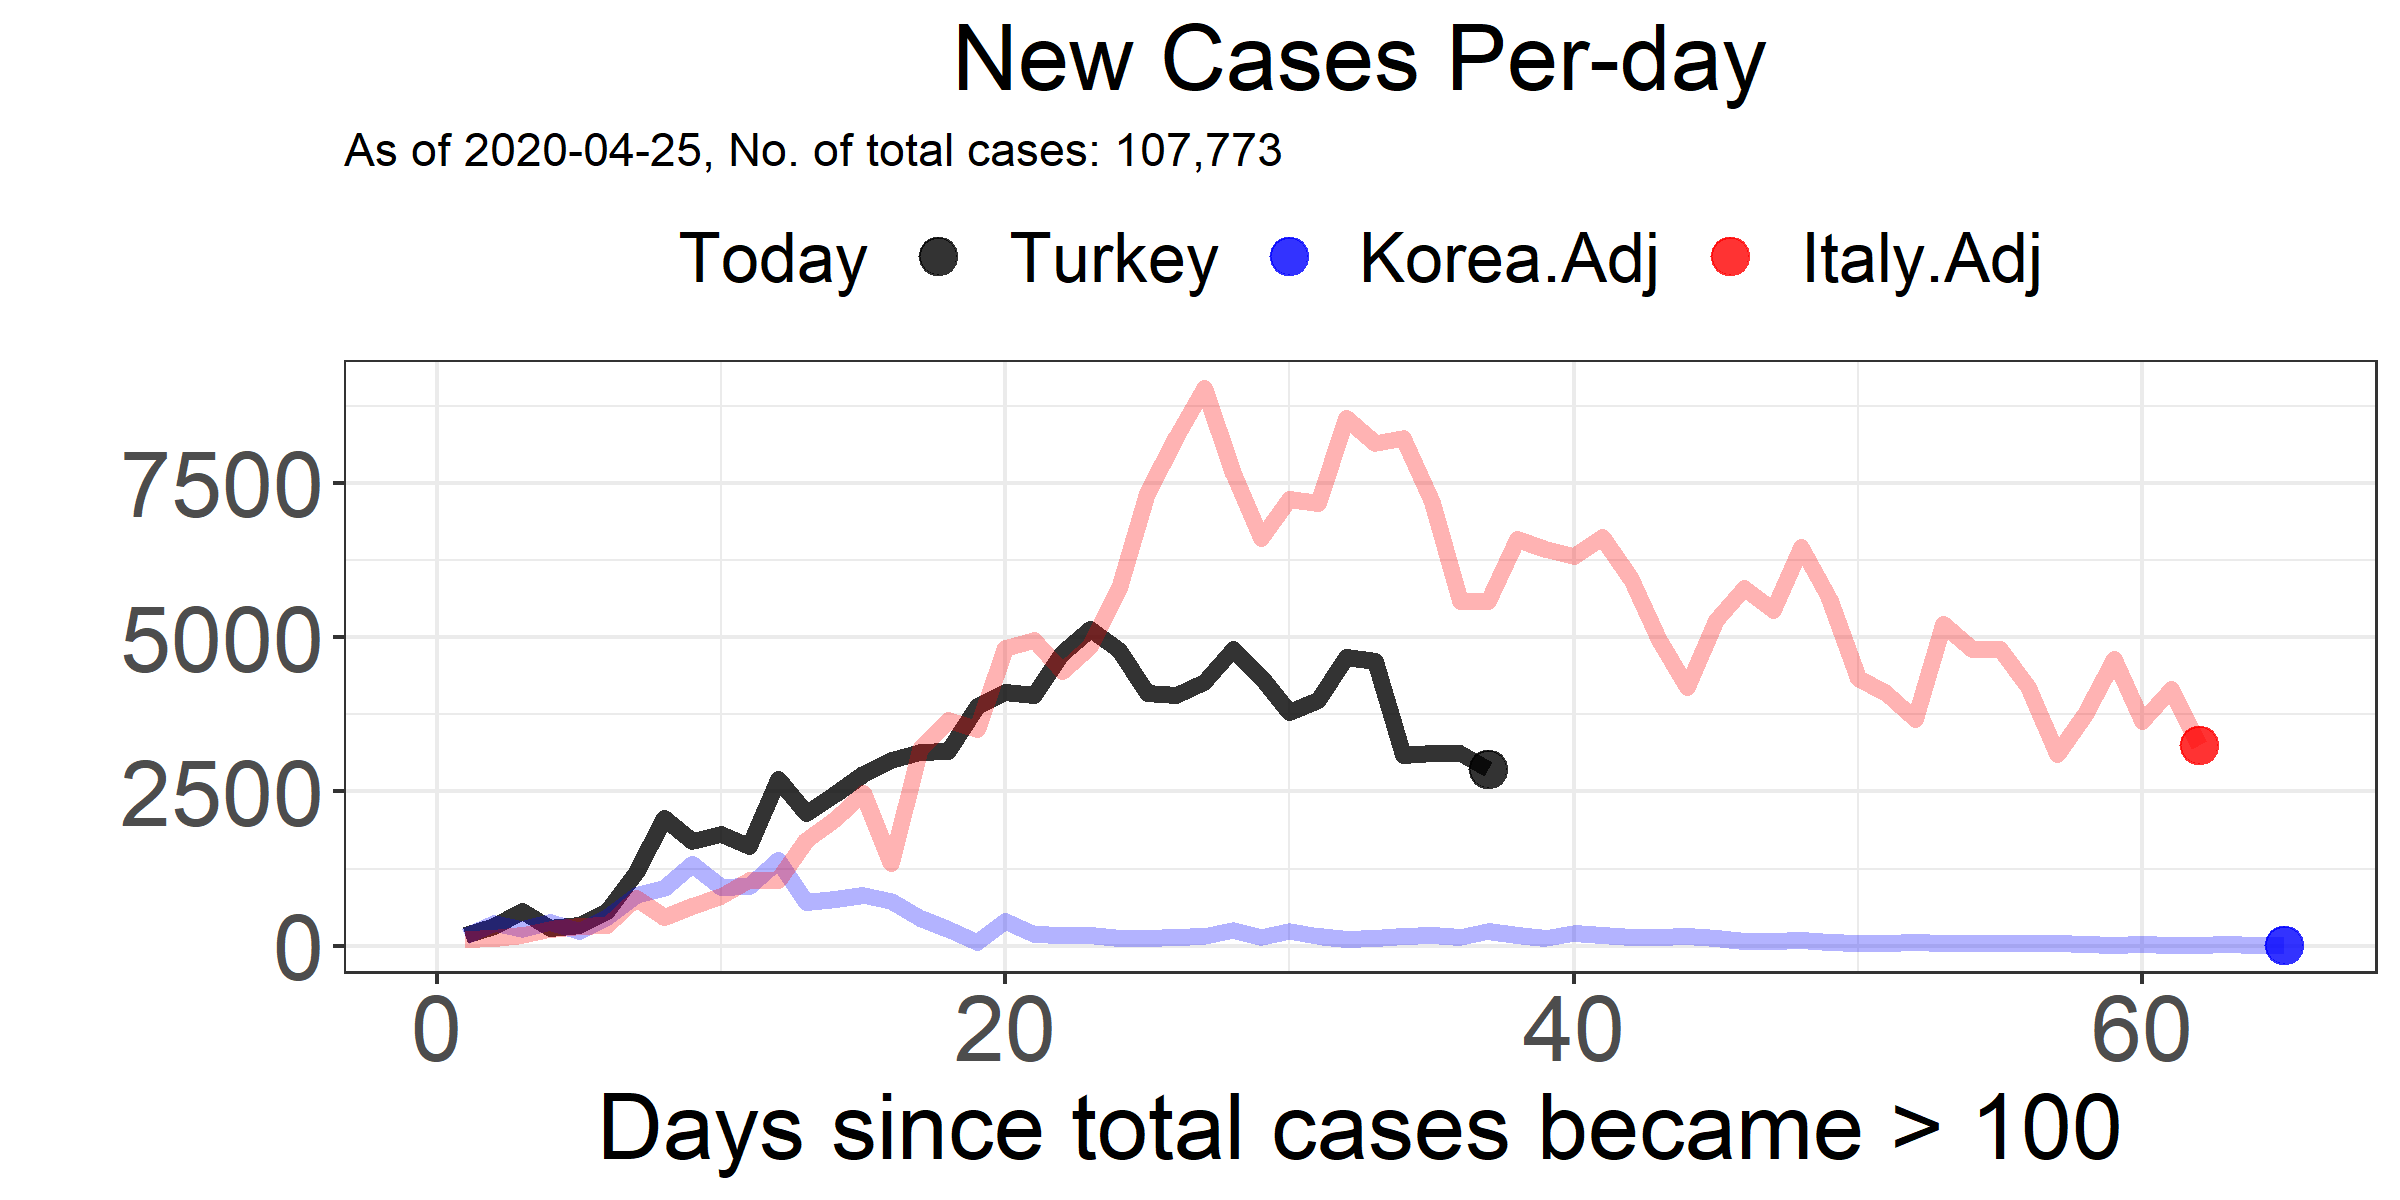 New Cases Per-day
As of 2020-04-25, No. of total cases: 107,773
Today Turkey Korea.Adj Italy.Adj
7500
5000
2500
0
0 20 40 60
Days since total cases became > 100